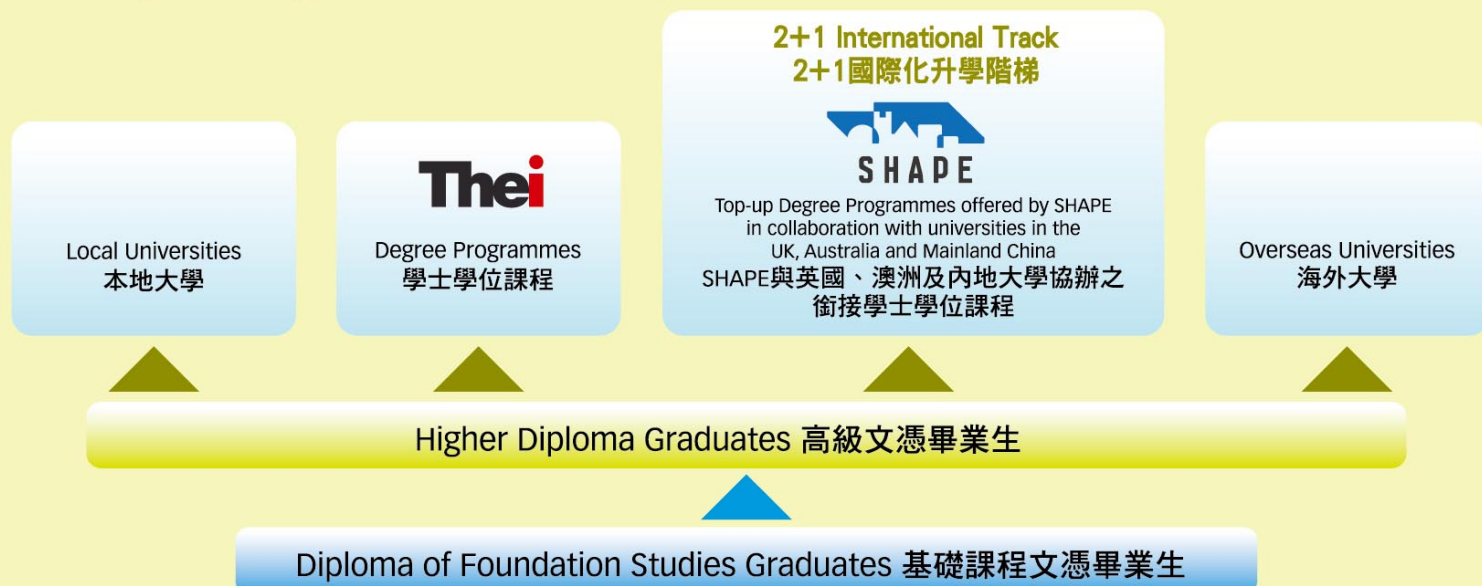 Local Universities
本地大學
Thei
Degree Programmes
學士學位課程
2+1 International Track
2+1國際化升學階梯
SHAPE
Top-up Degree Programmes offered by SHAPE
in collaboration with universities in the
UK, Australia and Mainland China
SHAPE與英國、澳洲及內地大學協辦之
銜接學士學位課程
Overseas Universities
海外大學
Higher Diploma Graduates 高級文憑畢業生
Diploma of Foundation Studies Graduates 基礎課程文憑畢業生